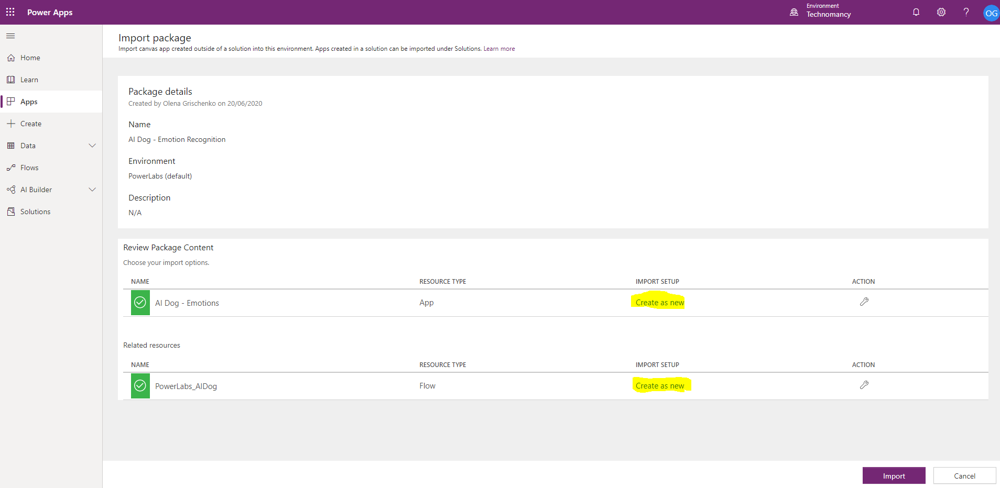 Power Apps
Environment
Technomancy
?
OG
Home
Learn
Apps
Create
Data
Flows
AI Builder
Solutions
Import package
Import canvas app created outside of a solution into this environment. Apps created in a solution can be imported under Solutions. Learn more
Package details
Created by Olena Grischenko on 20/06/2020
Name
AI Dog - Emotion Recognition
Environment
PowerLabs (default)
Description
N/A
Review Package Content
Choose your import options.
NAME RESOURCE TYPE IMPORT SETUP ACTION
AI Dog - Emotions App Create as new
Related resources
NAME RESOURCE TYPE IMPORT SETUP ACTION
PowerLabs_AIDog Flow Create as new
Import Cancel